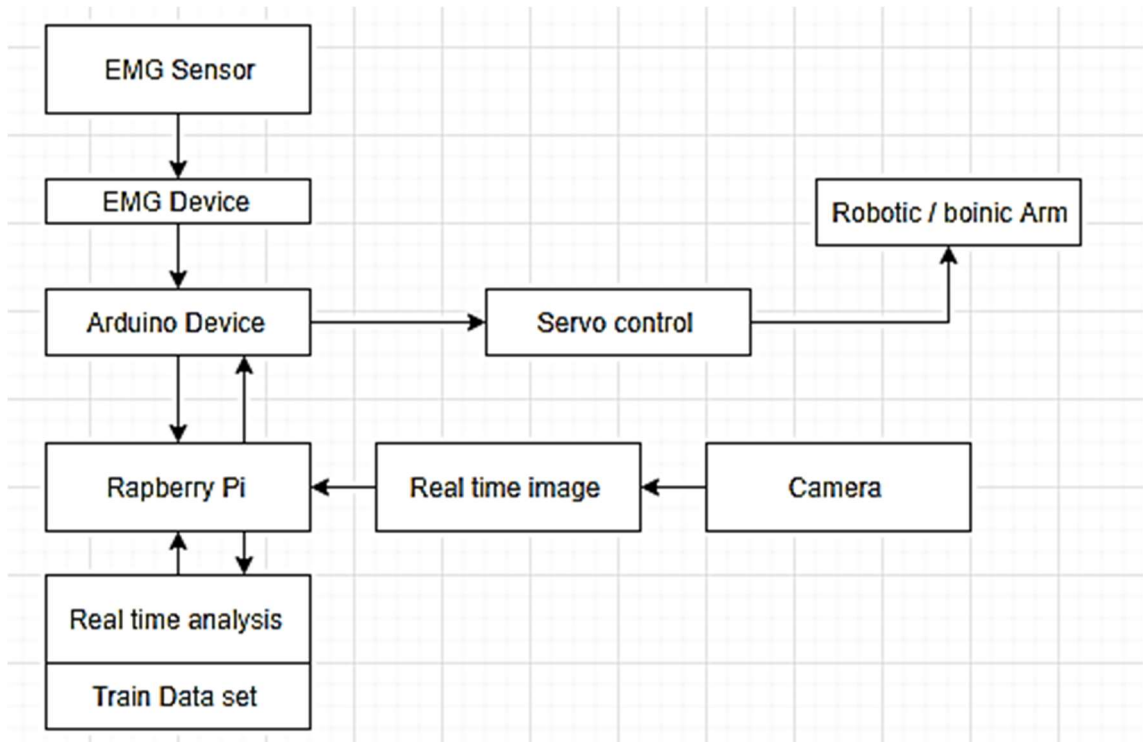 EMG Sensor
EMG Device
Robotic / boinic Arm
Arduino Device
Servo control
Rapberry Pi
Real time image
Camera
Real time analysis
Train Data set